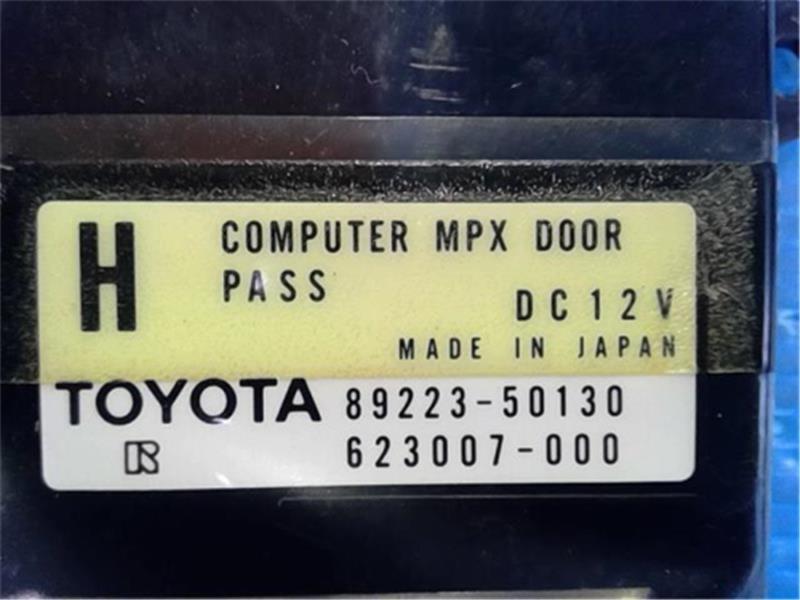 H
COMPUTER MPX DOOR
PASS
DC12V
MADE IN JAPAN
TOYOTA 89223-50130
R 623007-000